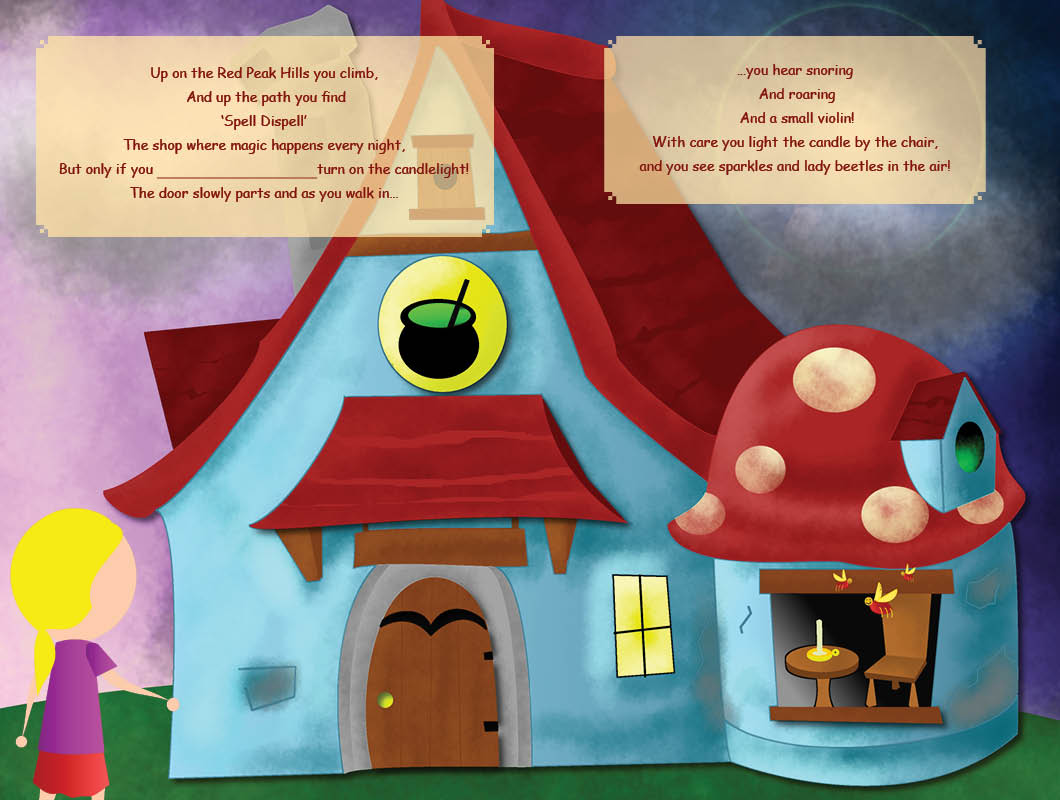 Up on the Red Peak Hills you climb,
And up the path you find
‘Spell Dispell’
The shop where magic happens every night,
But only if you ____________________turn on the candlelight!
The door slowly parts and as you walk in...
...you hear snoring
And roaring
And a small violin!
With care you light the candle by the chair,
and you see sparkles and lady beetles in the air!